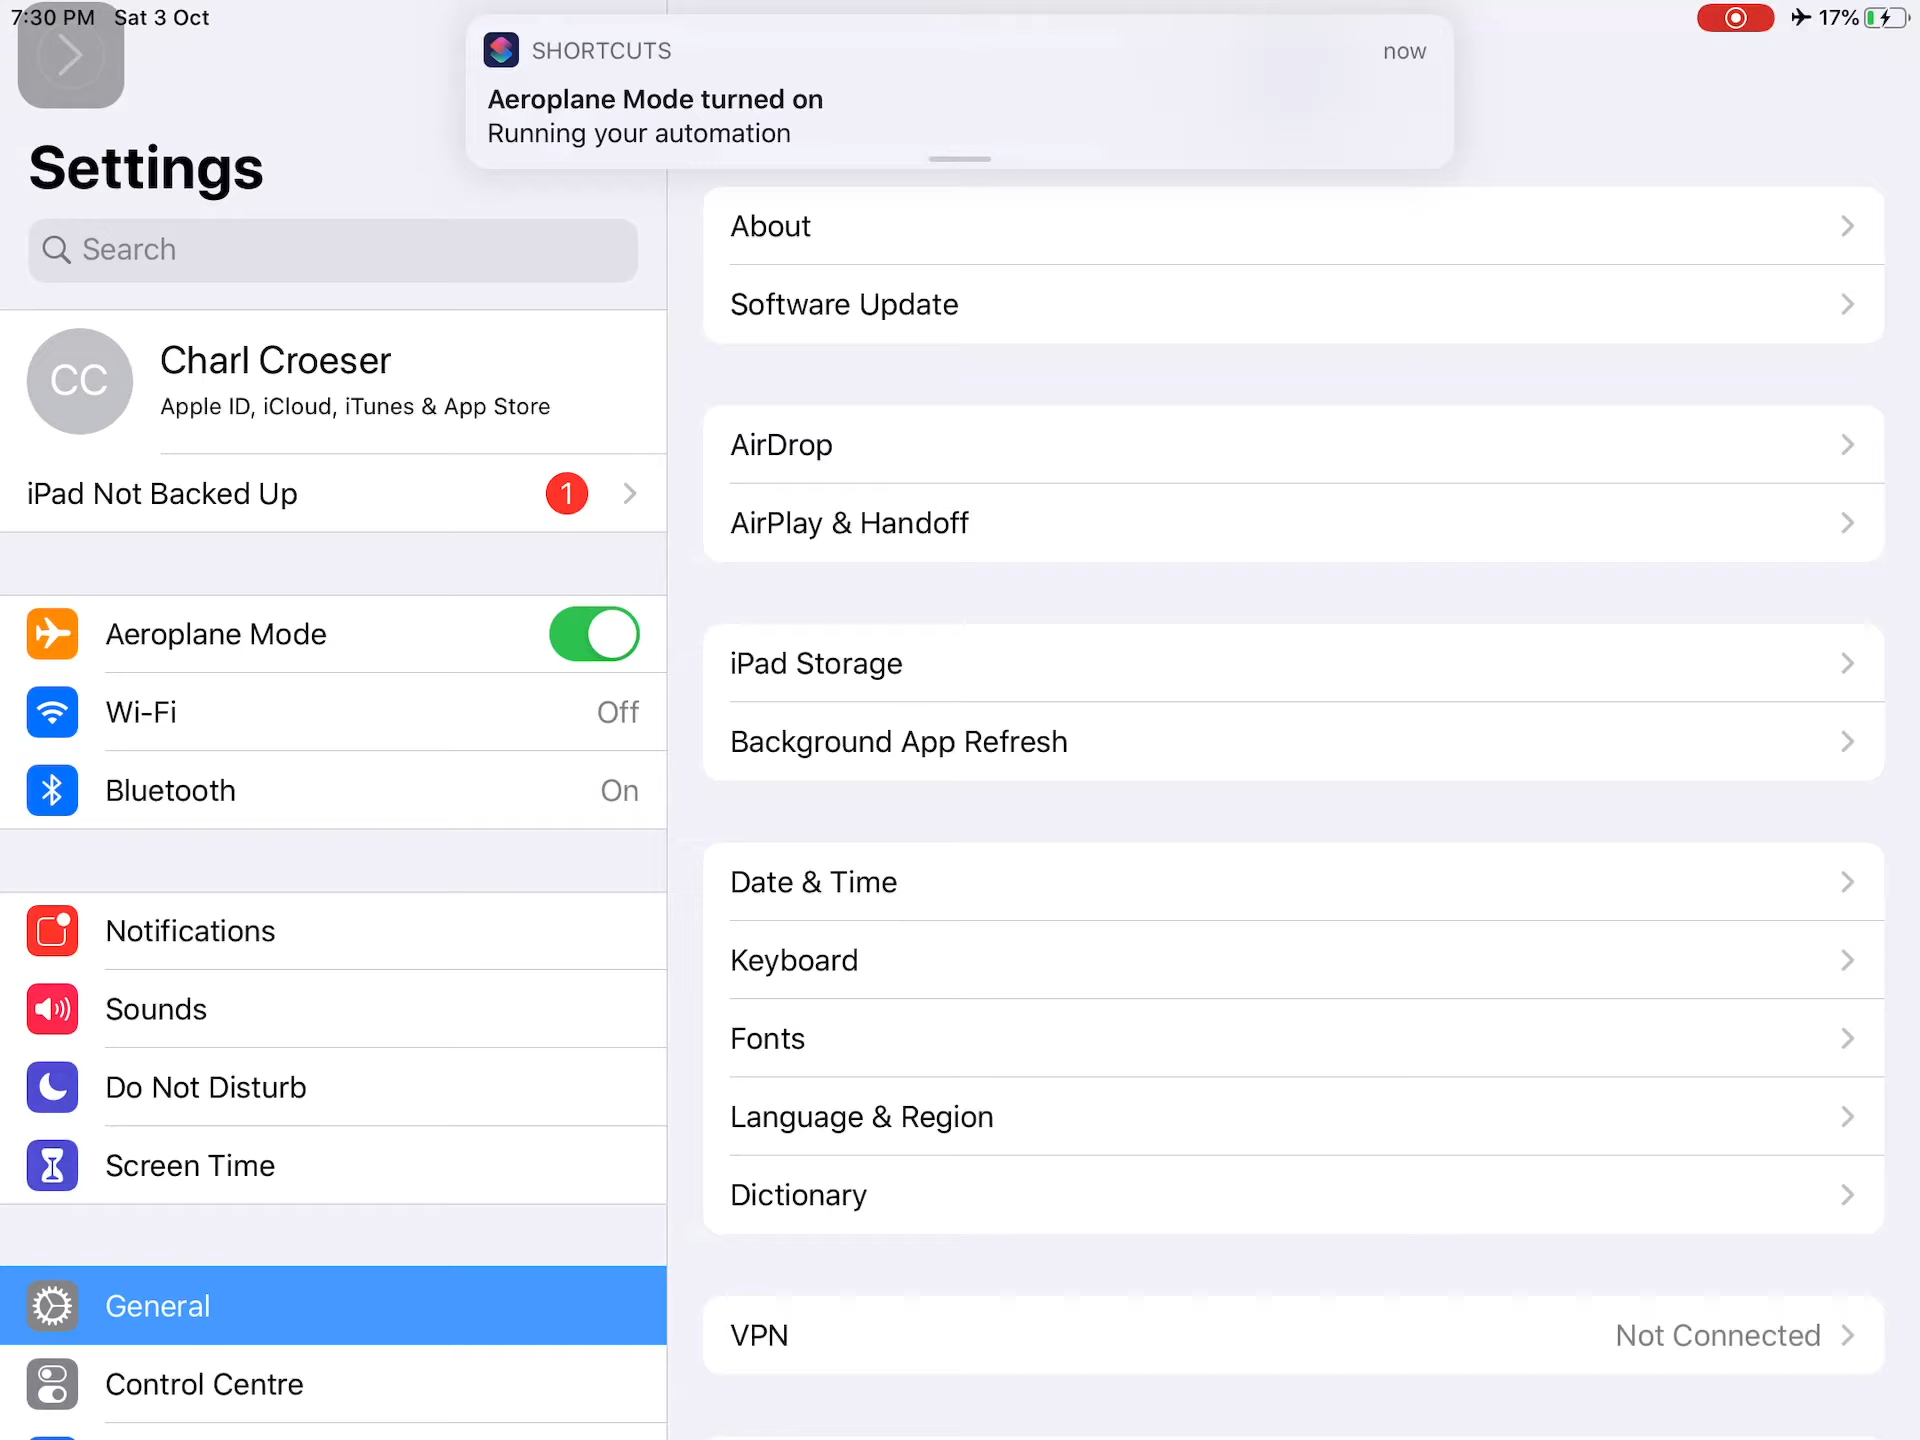 7:30 PM Sat 3 Oct
17%
SHORTCUTS now
Aeroplane Mode turned on
Running your automation
Settings
Search
CC
Charl Croeser
Apple ID, iCloud, iTunes & App Store
iPad Not Backed Up 1
Aeroplane Mode
Wi-Fi Off
Bluetooth On
Notifications
Sounds
Do Not Disturb
Screen Time
General
Control Centre
About
Software Update
AirDrop
AirPlay & Handoff
iPad Storage
Background App Refresh
Date & Time
Keyboard
Fonts
Language & Region
Dictionary
VPN Not Connected